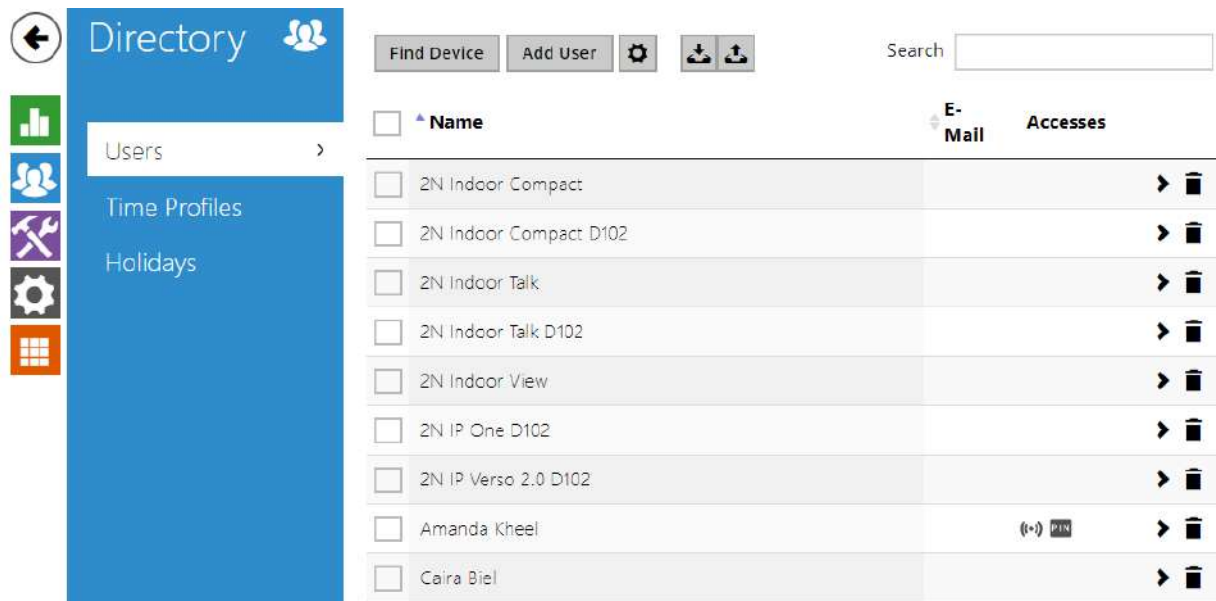 Directory
Find Device Add User
Search
Name E-Mail Accesses
Users
Time Profiles
Holidays
2N Indoor Compact
2N Indoor Compact D102
2N Indoor Talk
2N Indoor Talk D102
2N Indoor View
2N IP One D102
2N IP Verso 2.0 D102
Amanda Kheel PIN
Caira Biel